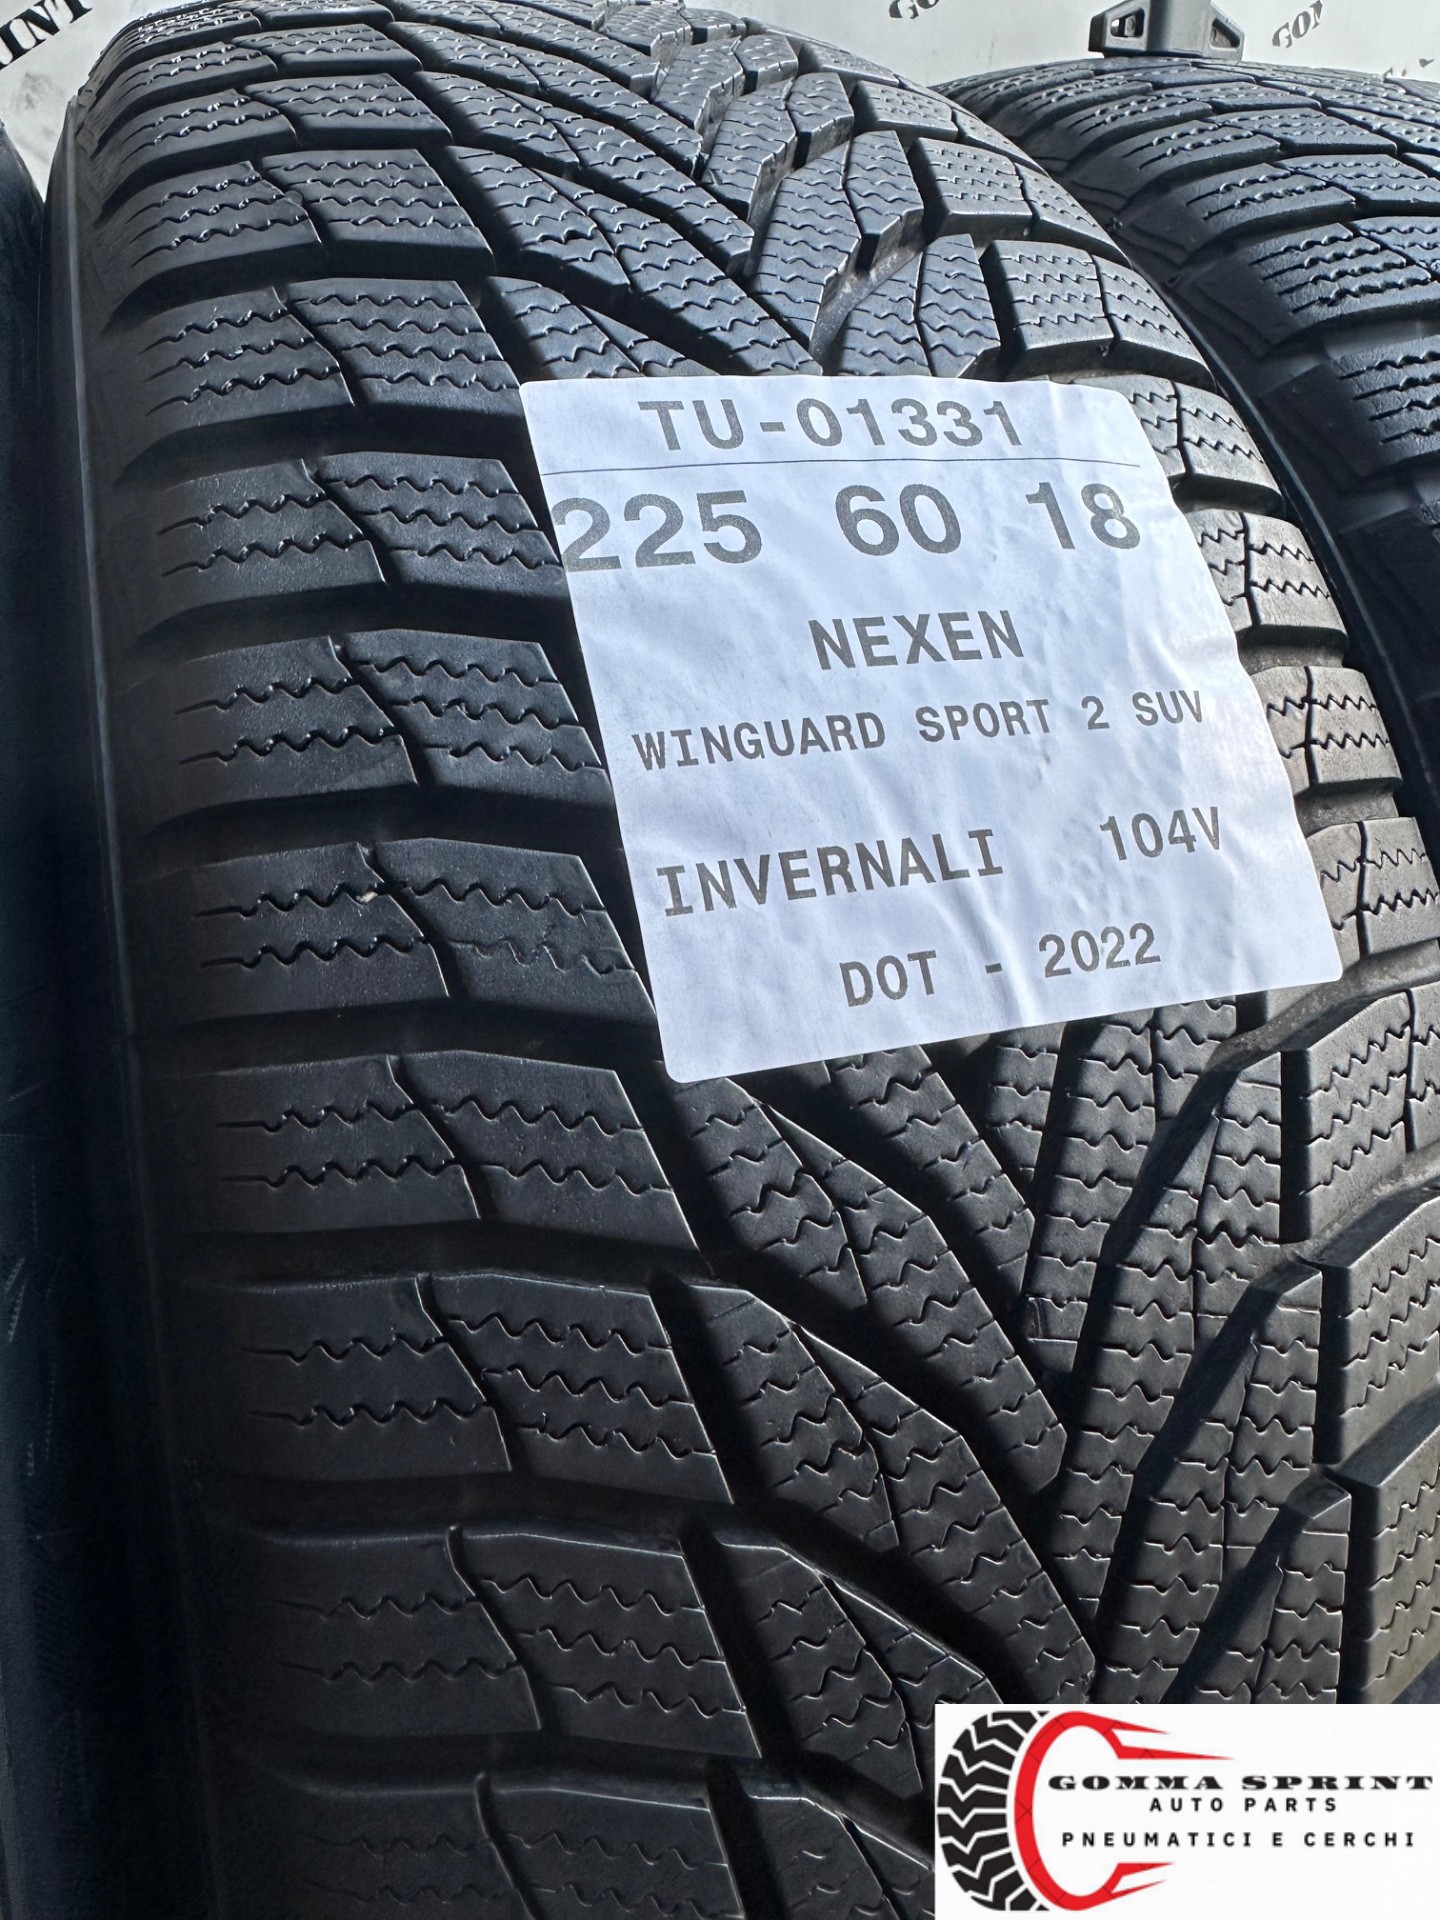 TU-01331
225 60 18
NEXEN
WINGUARD SPORT 2 SUV
INVERNALI 104V
DOT - 2022
GOMMA SPRINT
AUTO PARTS
PNEUMATICI E CERCHI